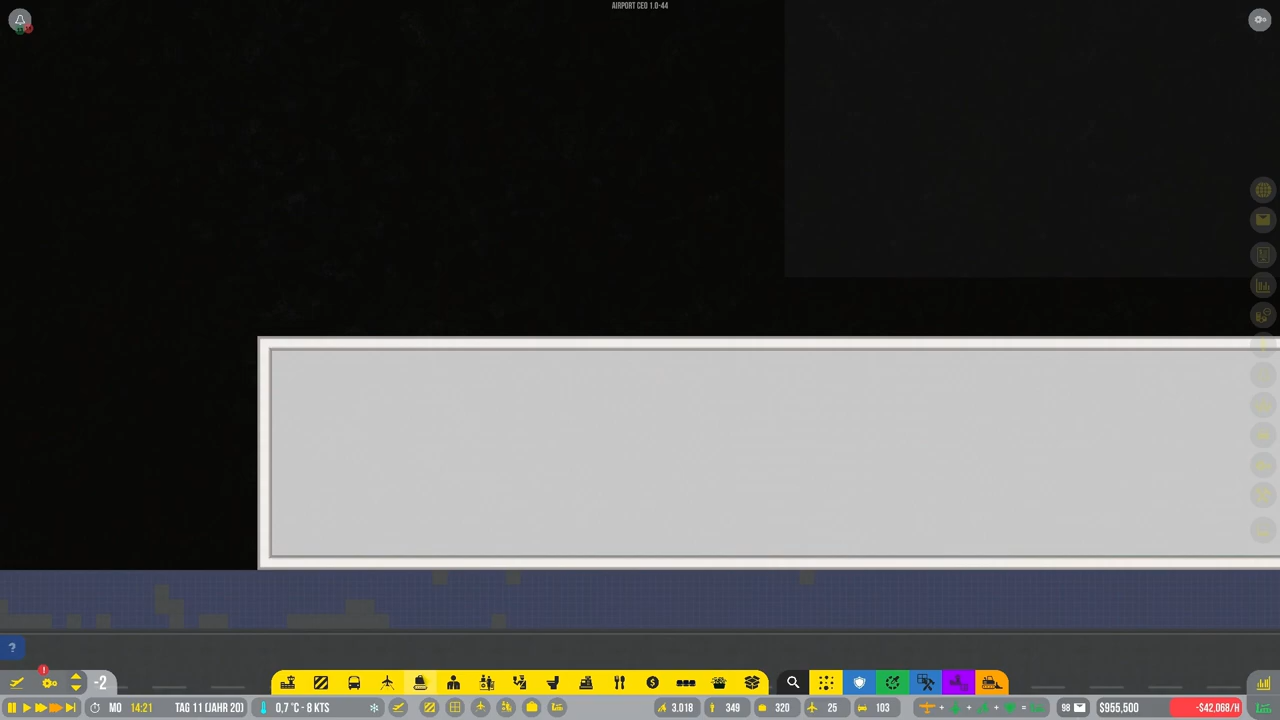 AIRPORT CEO 1.0-44
?
!
-2
MO 14:21 TAG 11 (JAHR 20) 0,7 °C - 8 KTS 3.018 349 320 25 103 + + + = 98 $955,500 -$42.068/H